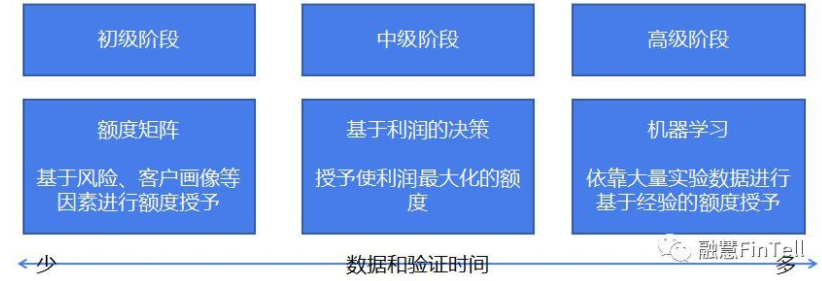 初级阶段
中级阶段
高级阶段
额度矩阵
基于风险、客户画像等
因素进行额度授予
基于利润的决策
授予使利润最大化的额
度
机器学习
依靠大量实验数据进行
基于经验的额度授予
融慧FinTell
少
数据和验证时间
多